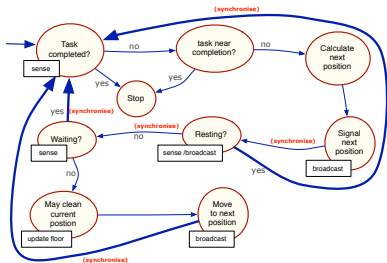 (synchronise)
Task
completed?
sense
no
task near
completion?
no
Calculate
next
position
yes
yes
Stop
yes
(synchronise)
(synchronise)
no
Waiting?
sense
Resting?
sense /broadcast
(synchronise)
Signal
next
position
broadcast
yes
no
May clean
current
postion
update floor
Move
to next
position
broadcast
(synchronise)